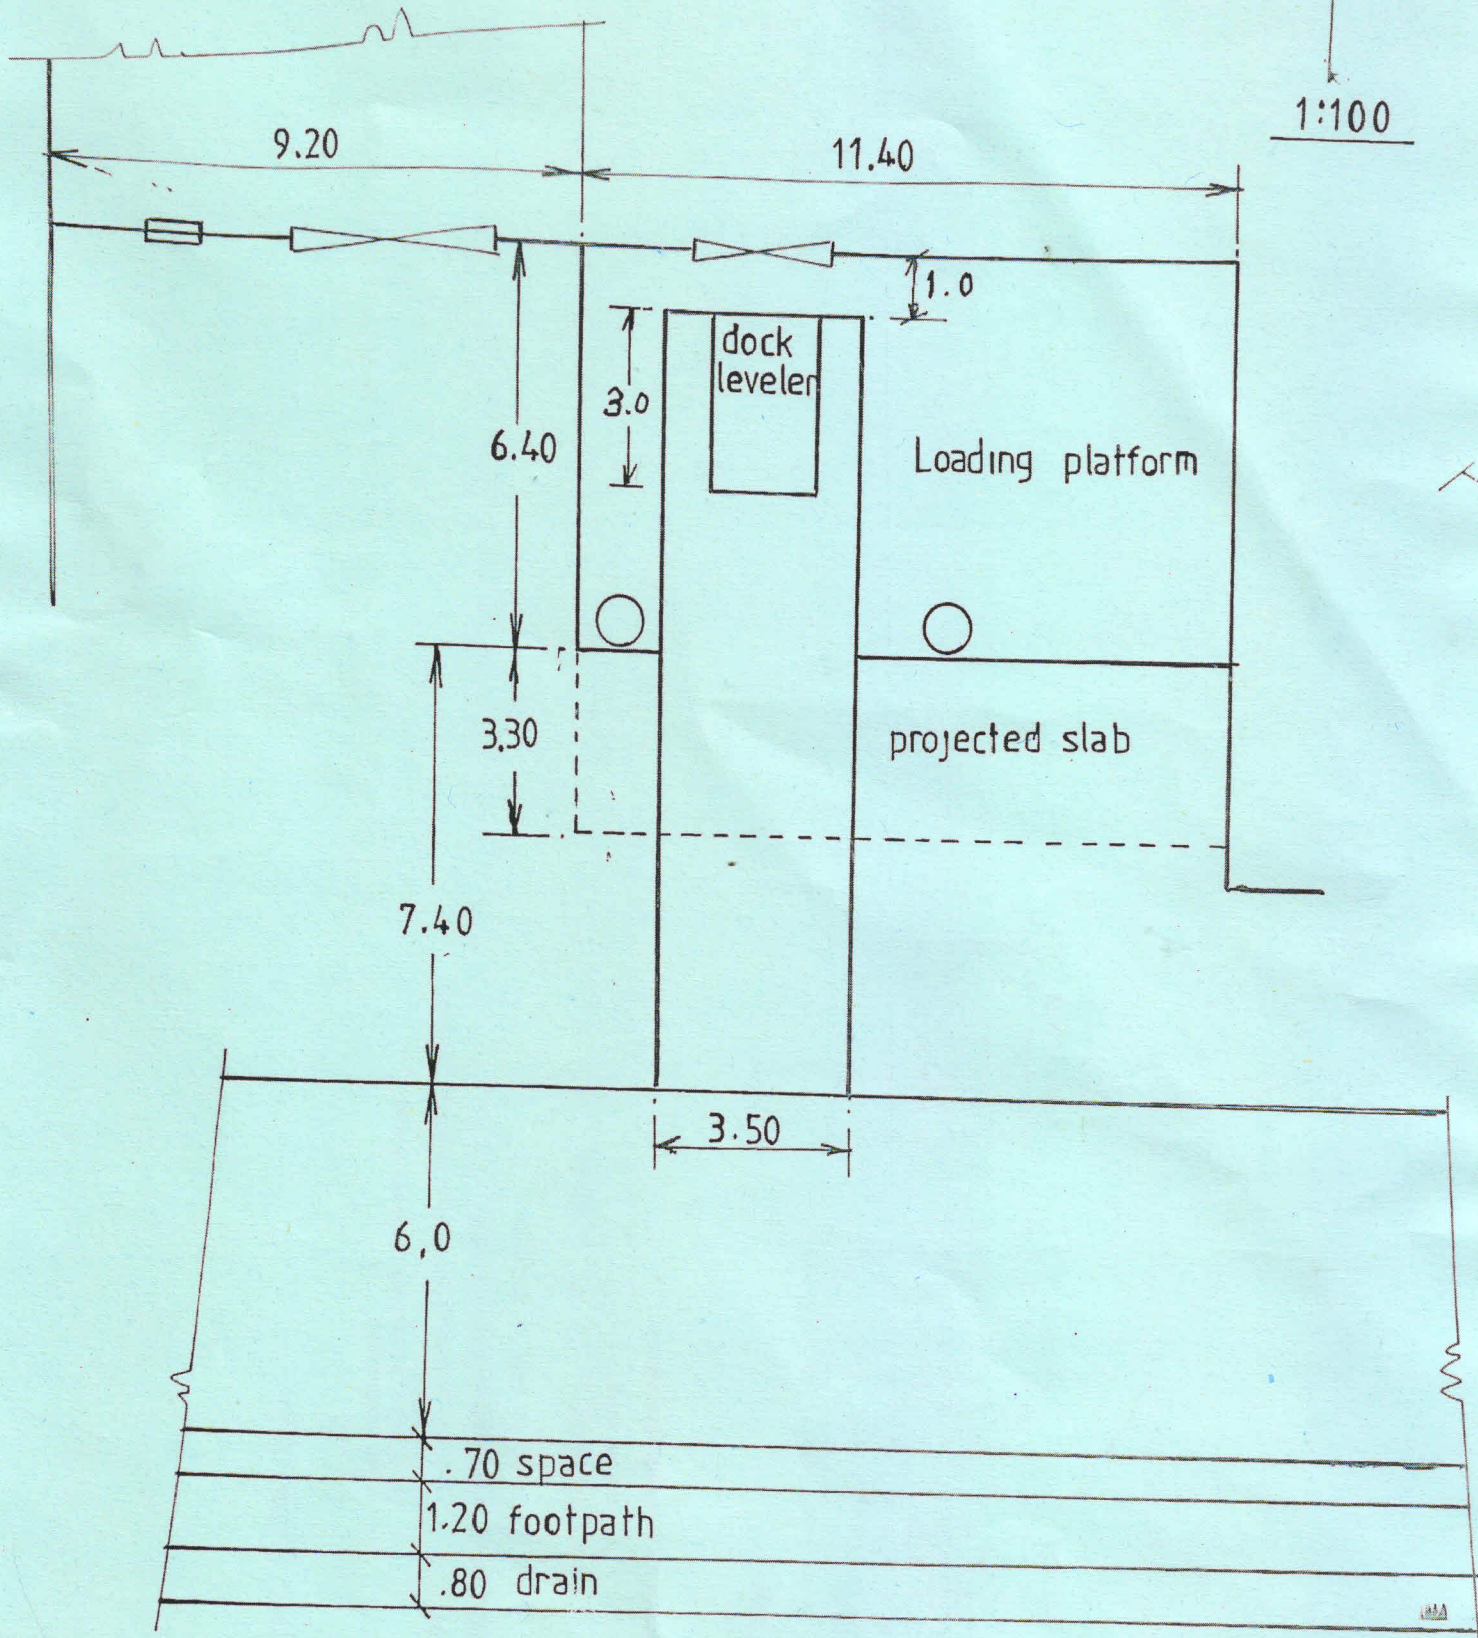 1:100
9.20
11.40
1.0
dock
leveler
3.0
6.40
Loading platform
3.30
projected slab
7.40
3.50
6,0
.70 space
1.20 footpath
.80 drain